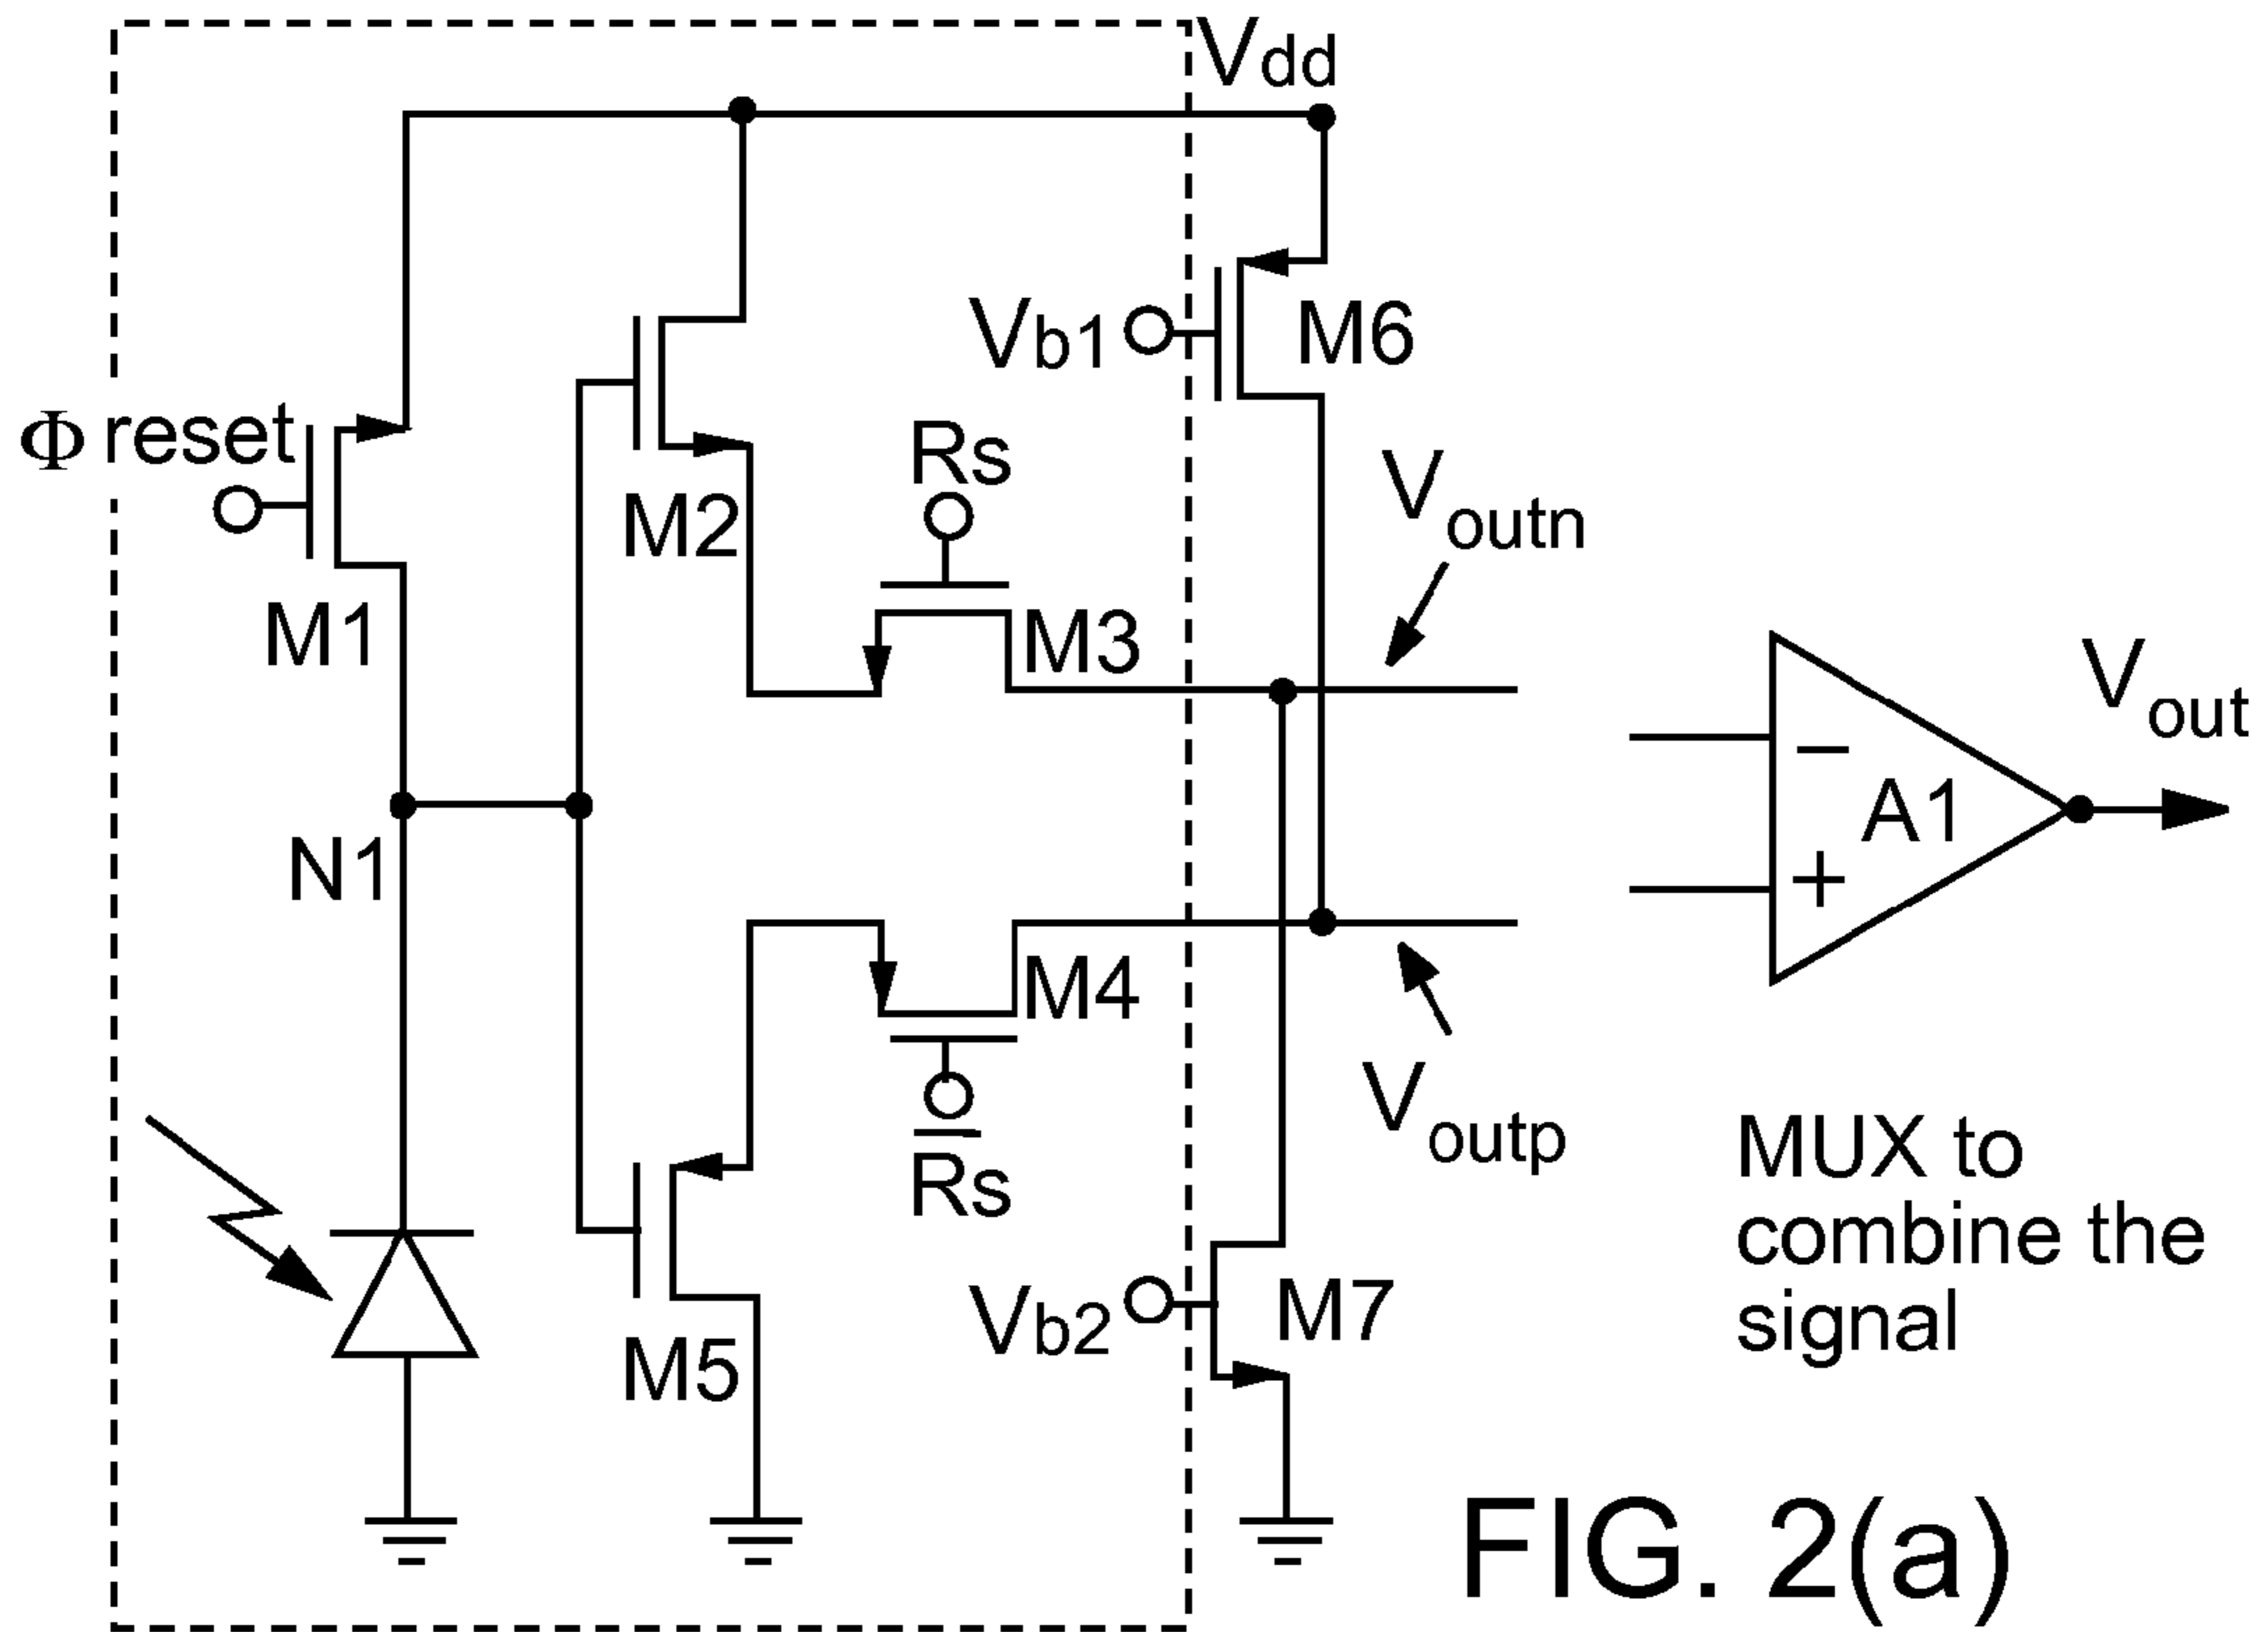 Vdd
Φ reset
M1
M2
Rs
M3
Vb1
M6
Voutn
N1
M4
Rs
M5
Voutp
Vb2
M7
−
+
A1
Vout
MUX to
combine the
signal
FIG. 2(a)